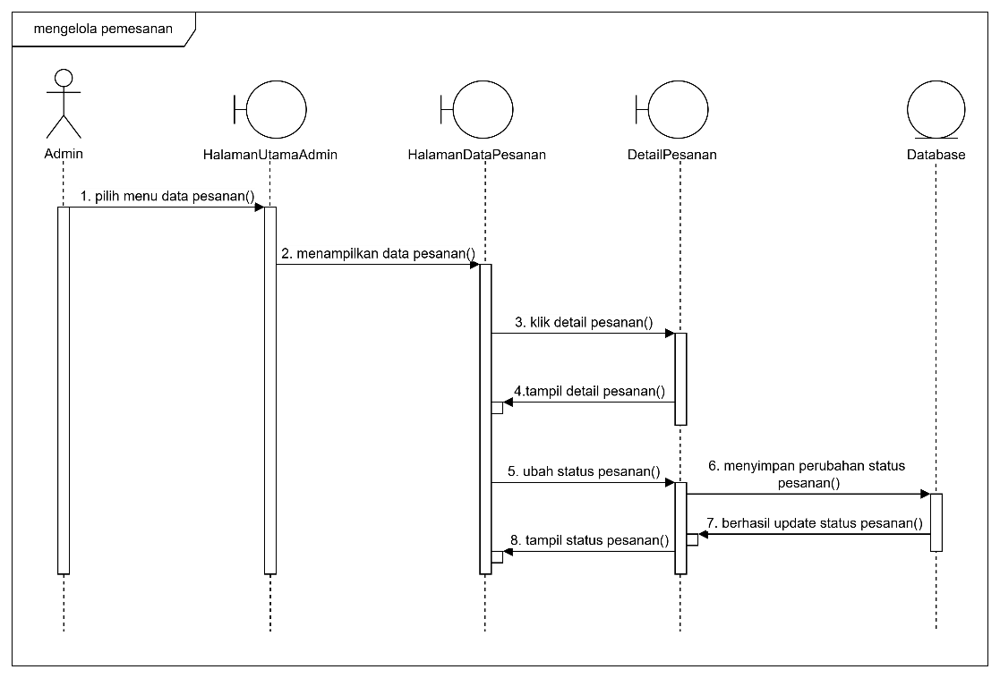 mengelola pemesanan
Admin
HalamanUtamaAdmin
HalamanDataPesanan
DetailPesanan
Database
1. pilih menu data pesanan()
2. menampilkan data pesanan()
3. klik detail pesanan()
4.tampil detail pesanan()
5. ubah status pesanan()
6. menyimpan perubahan status
pesanan()
7. berhasil update status pesanan()
8. tampil status pesanan()